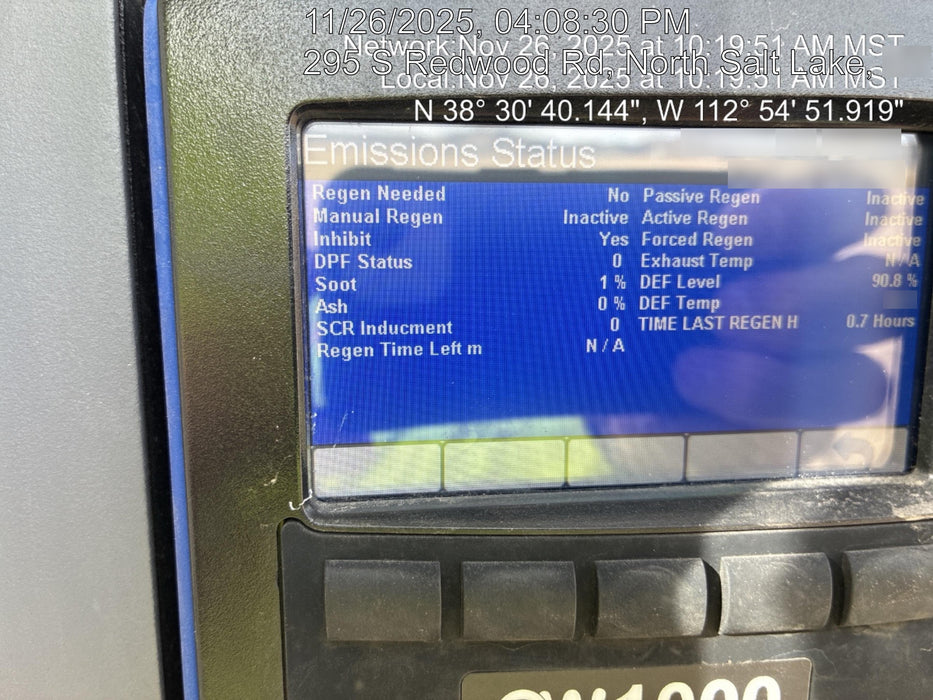 11/26/2025, 04:08:30 PM
Network:Nov 26, 2025 at 10:19:51 AM MST
295 S Redwood Rd, North Salt Lake,
Local:Nov 26, 2025 at 10:19:51 AM MST
N 38° 30' 40.144", W 112° 54' 51.919"
Emissions Status
Regen Needed No Passive Regen Inactive
Manual Regen Inactive Active Regen Inactive
Inhibit Yes Forced Regen Inactive
DPF Status 0 Exhaust Temp N/A
Soot 1 % DEF Level 90.8 %
Ash 0 % DEF Temp
SCR Inducment 0 TIME LAST REGEN H 0.7 Hours
Regen Time Left m N/A